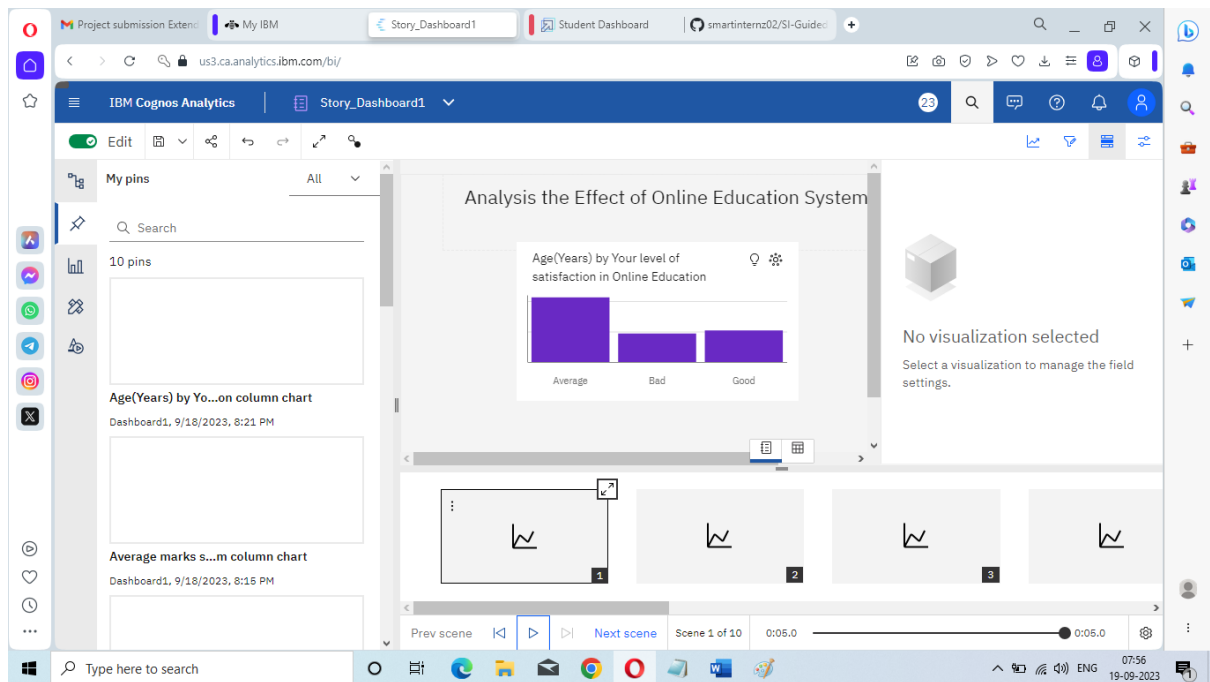 Project submission Extend
My IBM
Story_Dashboard1
Student Dashboard
smartinternz02/SI-Guided
us3.ca.analytics.ibm.com/bi/
IBM Cognos Analytics
Story_Dashboard1
23
Edit
My pins
All
Search
10 pins
Age(Years) by Yo...on column chart
Dashboard1, 9/18/2023, 8:21 PM
Average marks s...m column chart
Dashboard1, 9/18/2023, 8:15 PM
Analysis the Effect of Online Education System
Age(Years) by Your level of
satisfaction in Online Education
Average Bad Good
No visualization selected
Select a visualization to manage the field
settings.
1
2
3
Prev scene
Next scene
Scene 1 of 10
0:05.0
0:05.0
Type here to search
ENG
07:56
19-09-2023
1